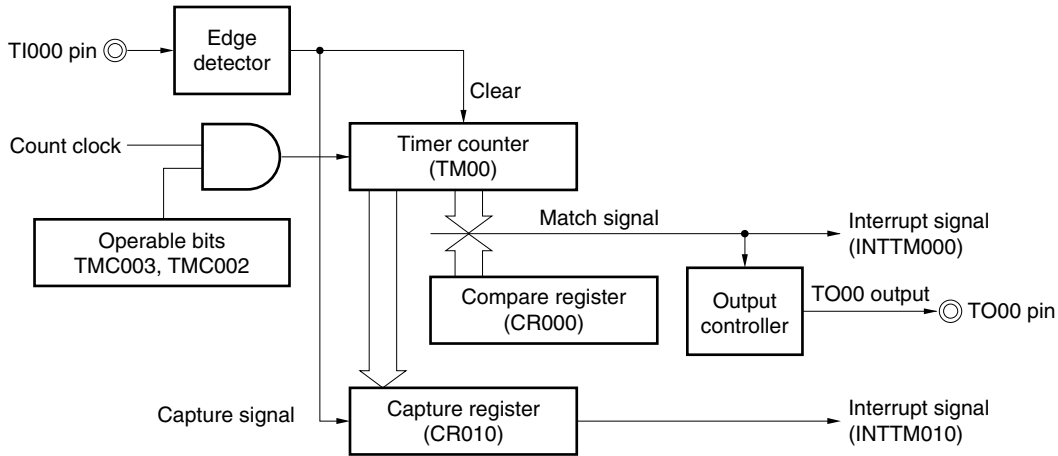 TI000 pin
Edge
detector
Clear
Count clock
Timer counter
(TM00)
Operable bits
TMC003, TMC002
Match signal
Interrupt signal
(INTTM000)
Compare register
(CR000)
Output
controller
TO00 output
TO00 pin
Capture signal
Capture register
(CR010)
Interrupt signal
(INTTM010)